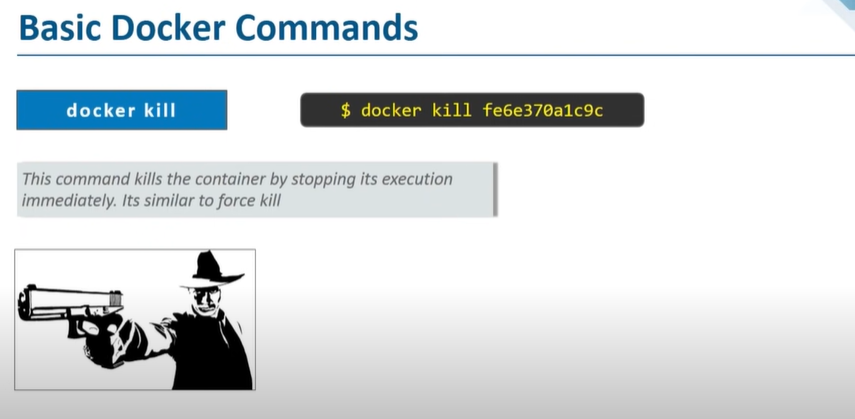 Basic Docker Commands
docker kill
$ docker kill fe6e370a1c9c
This command kills the container by stopping its execution
immediately. Its similar to force kill